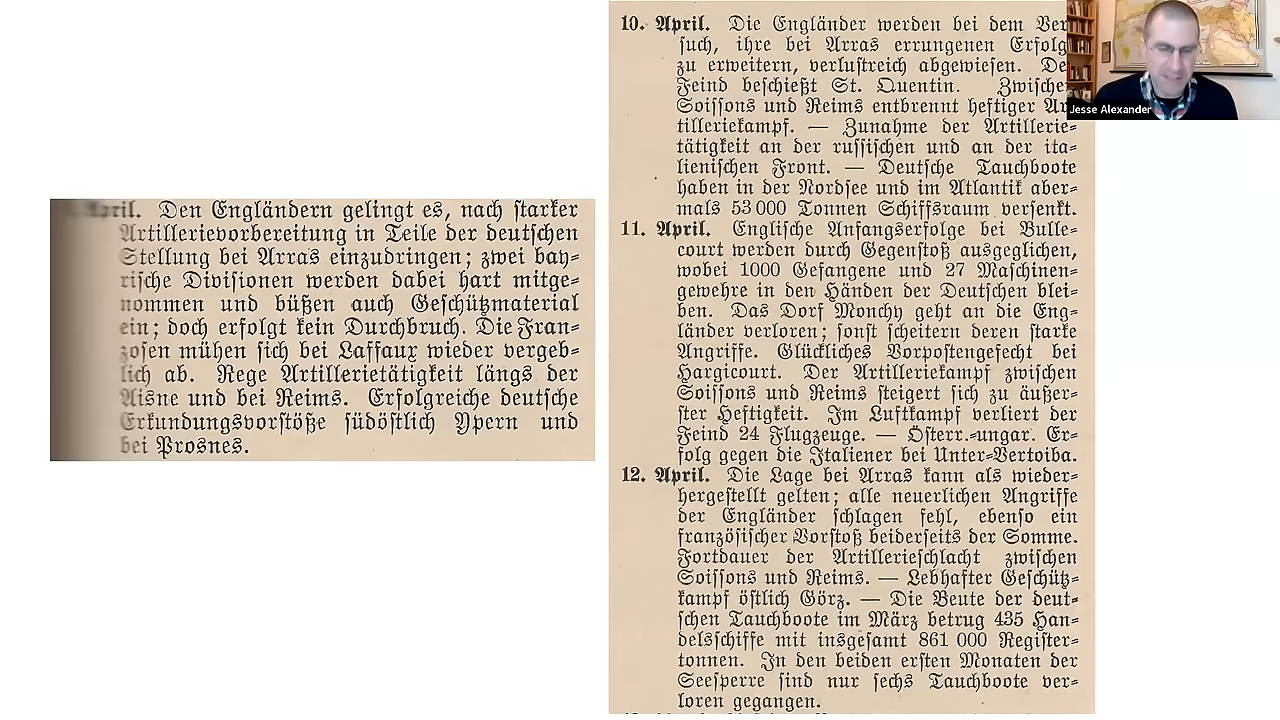 April. Den Engländern gelingt es, nach starker
Artillerievorbereitung in Teile der deutschen
Stellung bei Arras einzudringen; zwei bay-
rische Divisionen werden dabei hart mitge-
nommen und büßen auch Geschützmaterial
ein; doch erfolgt kein Durchbruch. Die Fran-
zosen mühen sich bei Laffaux wieder vergeb-
lich ab. Rege Artillerietätigkeit längs der
Aisne und bei Reims. Erfolgreiche deutsche
Erkundungsvorstöße südöstlich Ypern und
bei Prosnes.
10. April. Die Engländer werden bei dem Ver
such, ihre bei Arras errungenen Erfolg
zu erweitern, verlustreich abgewiesen. De
Feind beschießt St. Quentin. Zwische
Soissons und Reims entbrennt heftiger Ar
tilleriekampf. — Zunahme der Artillerie-
tätigkeit an der russischen und an der ita-
lienischen Front. — Deutsche Tauchboote
haben in der Nordsee und im Atlantik aber-
mals 53 000 Tonnen Schiffsraum versenkt.
11. April. Englische Anfangserfolge bei Bulle-
court werden durch Gegenstoß ausgeglichen,
wobei 1000 Gefangene und 27 Maschinen-
gewehre in den Händen der Deutschen blei-
ben. Das Dorf Monchy geht an die Eng-
länder verloren; sonst scheitern deren starke
Angriffe. Glückliches Vorpostengefecht bei
Hargicourt. Der Artilleriekampf zwischen
Soissons und Reims steigert sich zu äußer-
ster Heftigkeit. Im Luftkampf verliert der
Feind 24 Flugzeuge. — Österr.-ungar. Er-
folg gegen die Italiener bei Unter-Vertoiba.
12. April. Die Lage bei Arras kann als wieder-
hergestellt gelten; alle neuerlichen Angriffe
der Engländer schlagen fehl, ebenso ein
französischer Vorstoß beiderseits der Somme.
Fortdauer der Artillerieschlacht zwischen
Soissons und Reims. — Lebhafter Geschütz-
kampf östlich Görz. — Die Beute der deut-
schen Tauchboote im März betrug 435 Han-
delsschiffe mit insgesamt 861 000 Register-
tonnen. In den beiden ersten Monaten der
Seesperre sind nur sechs Tauchboote ver-
loren gegangen.
Jesse Alexander